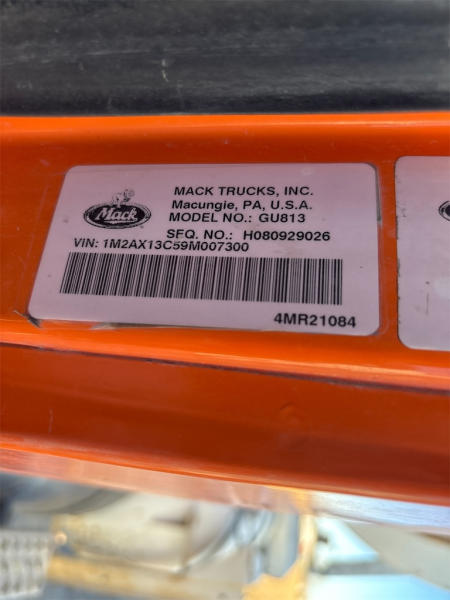 Mack
MACK TRUCKS, INC.
Macungie, PA, U.S.A.
MODEL NO.: GU813
SFQ. NO.: H080929026
VIN: 1M2AX13C59M007300
4MR21084